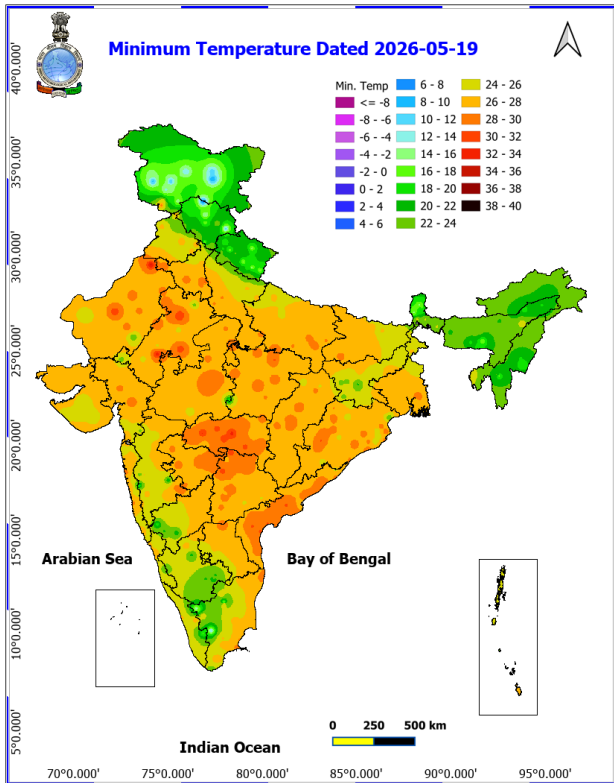 Minimum Temperature Dated 2026-05-19
Min. Temp
<= -8
-8 - -6
-6 - -4
-4 - -2
-2 - 0
0 - 2
2 - 4
4 - 6
6 - 8
8 - 10
10 - 12
12 - 14
14 - 16
16 - 18
18 - 20
20 - 22
22 - 24
24 - 26
26 - 28
28 - 30
30 - 32
32 - 34
34 - 36
36 - 38
38 - 40
40°0.000'
35°0.000'
30°0.000'
25°0.000'
20°0.000'
15°0.000'
10°0.000'
5°0.000'
Arabian Sea
Bay of Bengal
0 250 500 km
Indian Ocean
70°0.000' 75°0.000' 80°0.000' 85°0.000' 90°0.000' 95°0.000'